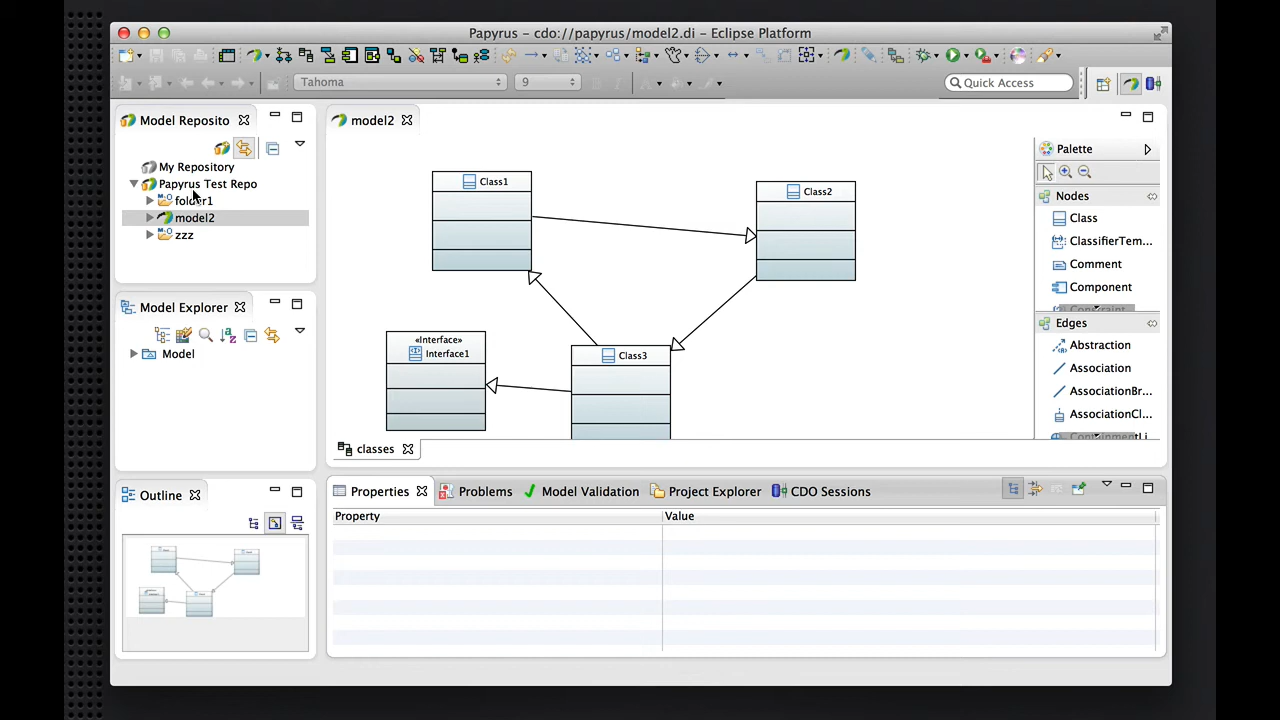 Papyrus - cdo://papyrus/model2.di - Eclipse Platform
Tahoma
9
Quick Access
Model Reposito
My Repository
Papyrus Test Repo
folder1
model2
zzz
Model Explorer
Model
Outline
model2
Class1
Class2
«Interface»
Interface1
Class3
classes
Palette
Nodes
Class
ClassifierTem...
Comment
Component
Edges
Abstraction
Association
AssociationBr...
AssociationCl...
Properties
Problems
Model Validation
Project Explorer
CDO Sessions
Property
Value